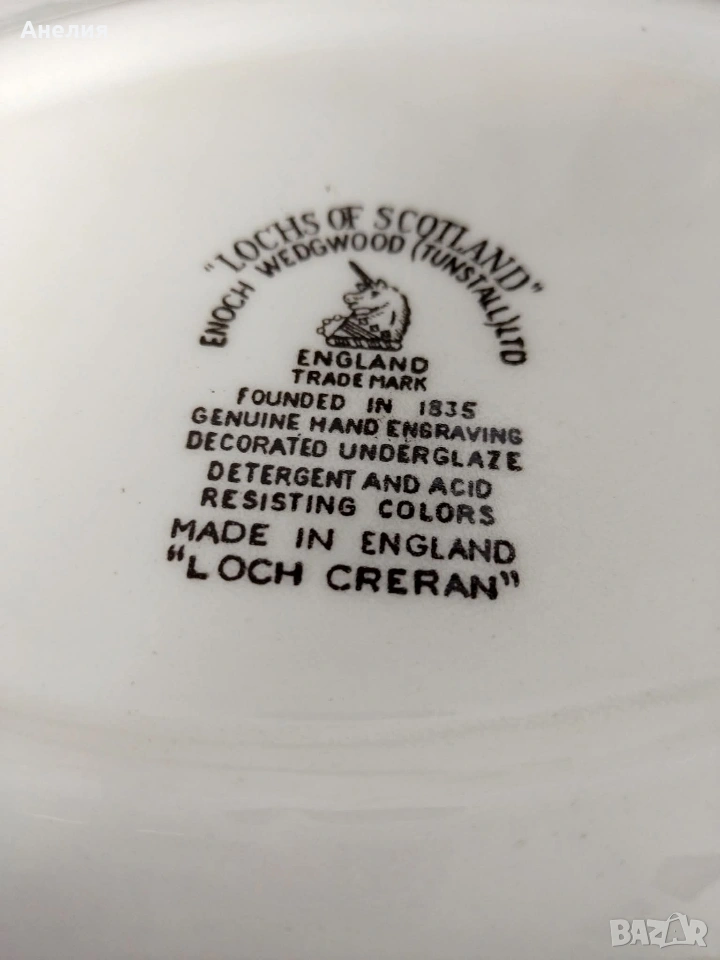 Анелия
"LOCHS OF SCOTLAND"
ENOCH WEDGWOOD (TUNSTALL) LTD
ENGLAND
TRADE MARK
FOUNDED IN 1835
GENUINE HAND ENGRAVING
DECORATED UNDERGLAZE
DETERGENT AND ACID
RESISTING COLORS
MADE IN ENGLAND
"LOCH CRERAN"
BAZAR